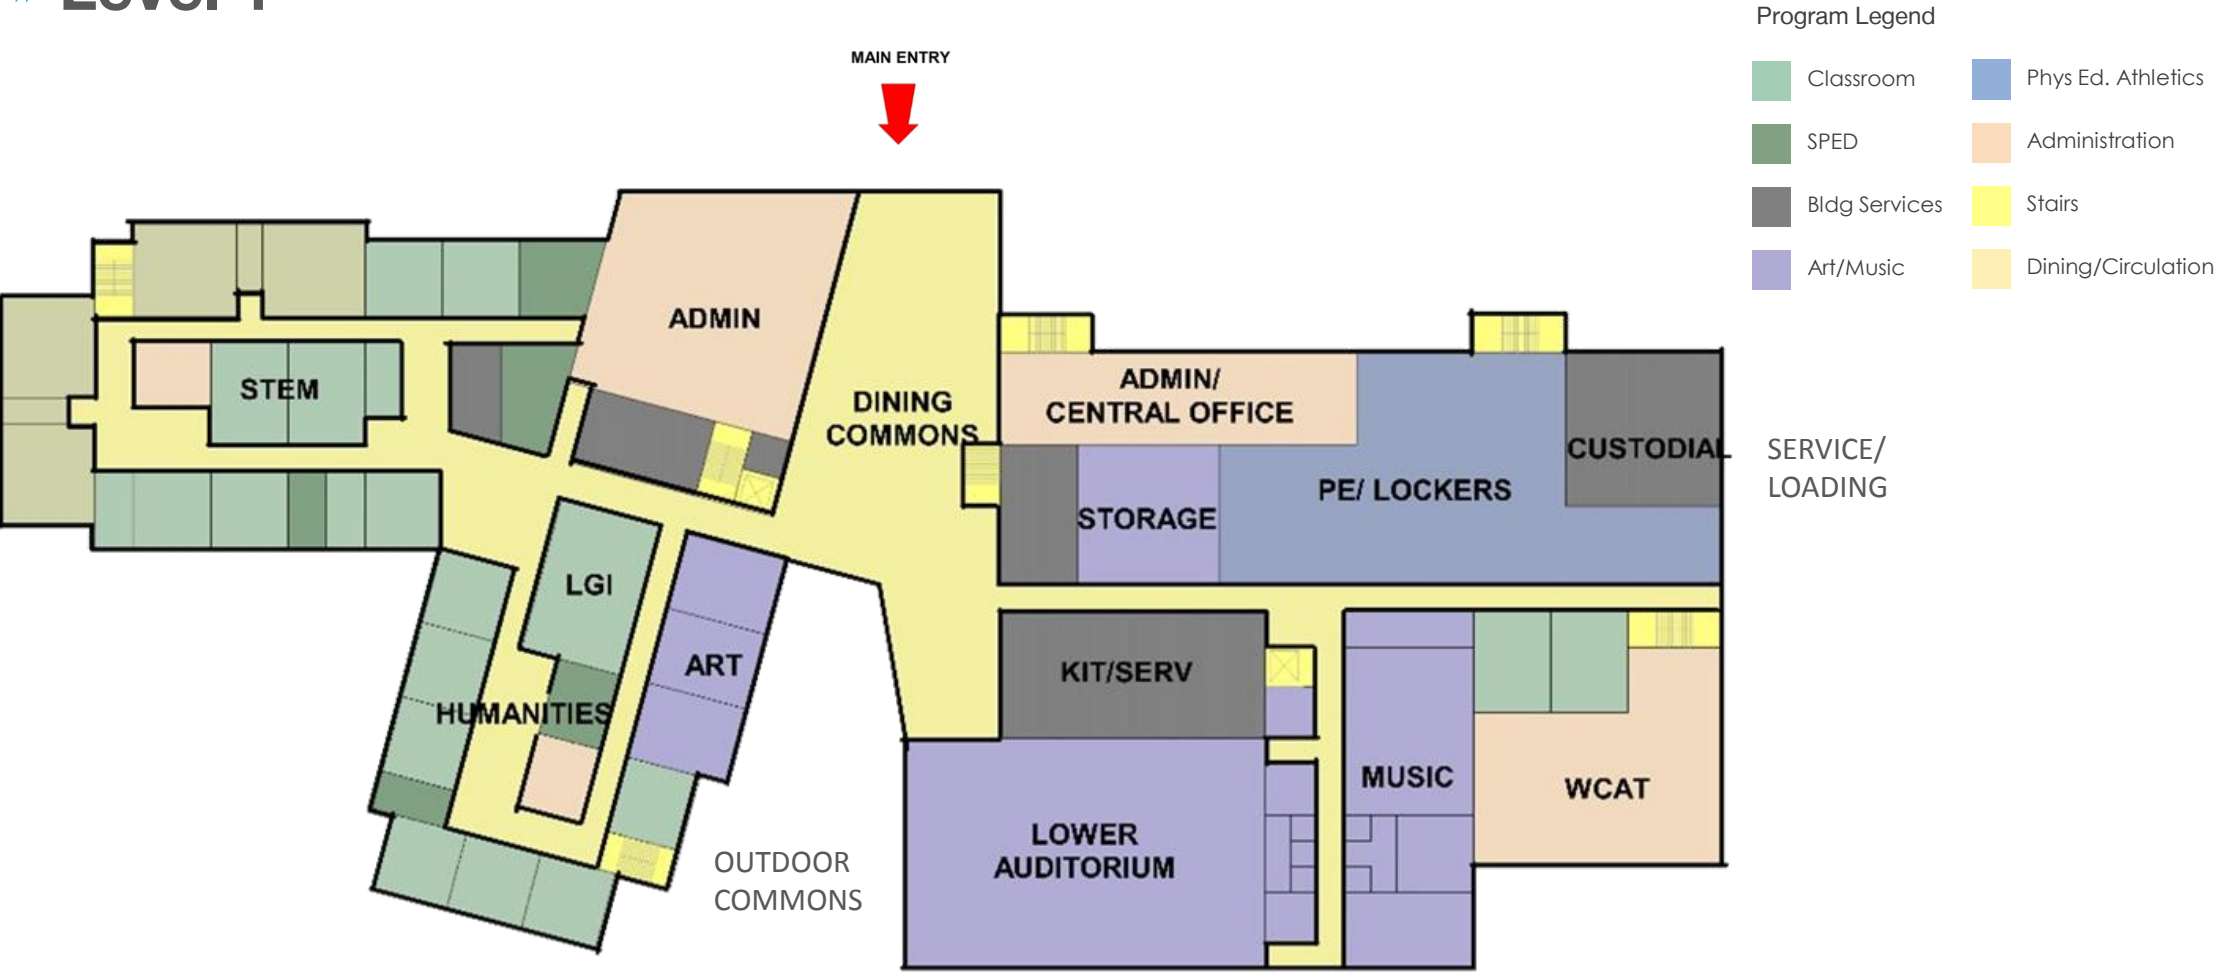 Level 1
Program Legend
MAIN ENTRY
Classroom
Phys Ed. Athletics
SPED
Administration
Bldg Services
Stairs
Art/Music
Dining/Circulation
ADMIN
STEM
DINING
COMMONS
ADMIN/
CENTRAL OFFICE
CUSTODIAL
SERVICE/
LOADING
PE/ LOCKERS
STORAGE
LGI
ART
KIT/SERV
HUMANITIES
MUSIC
WCAT
LOWER
AUDITORIUM
OUTDOOR
COMMONS